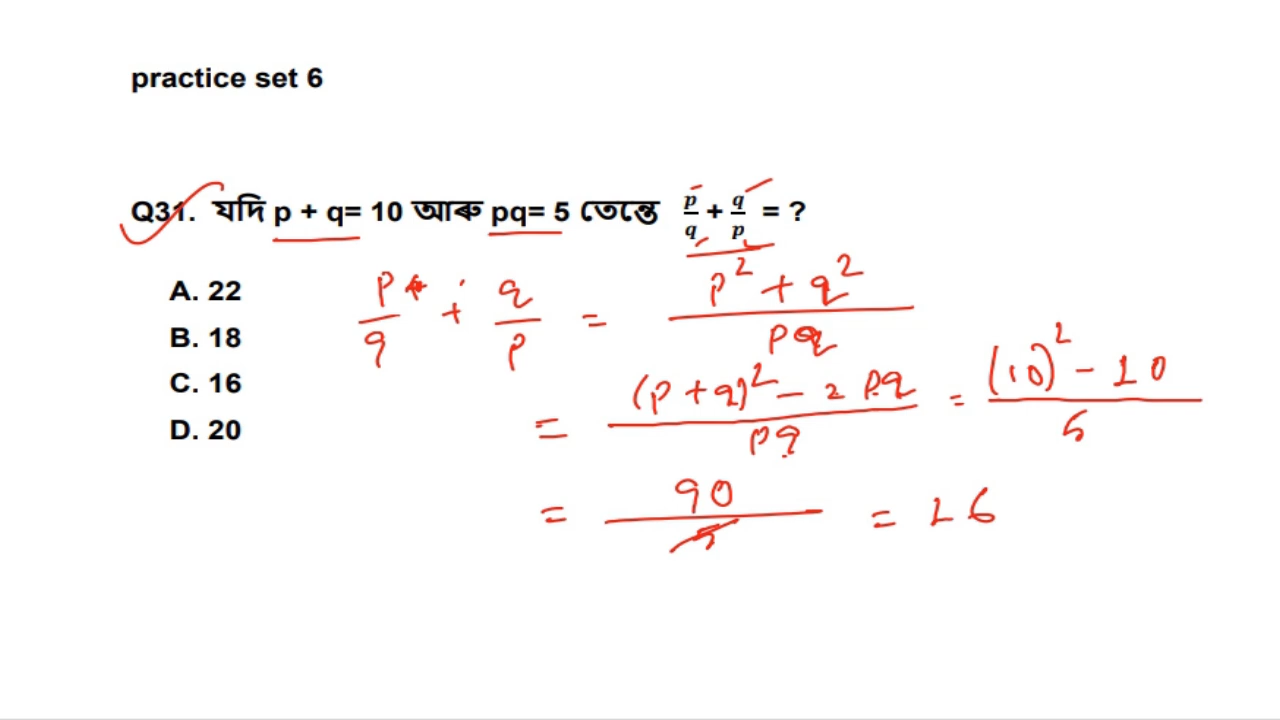 practice set 6
Q31. যদি p + q= 10 আৰু pq= 5 তেন্তে p/q + q/p = ?
A. 22
B. 18
C. 16
D. 20
p/q + q/p = p² + q² / pq
= (p + q)² - 2pq / pq = (10)² - 10 / 5
= 90 / 5 = 16